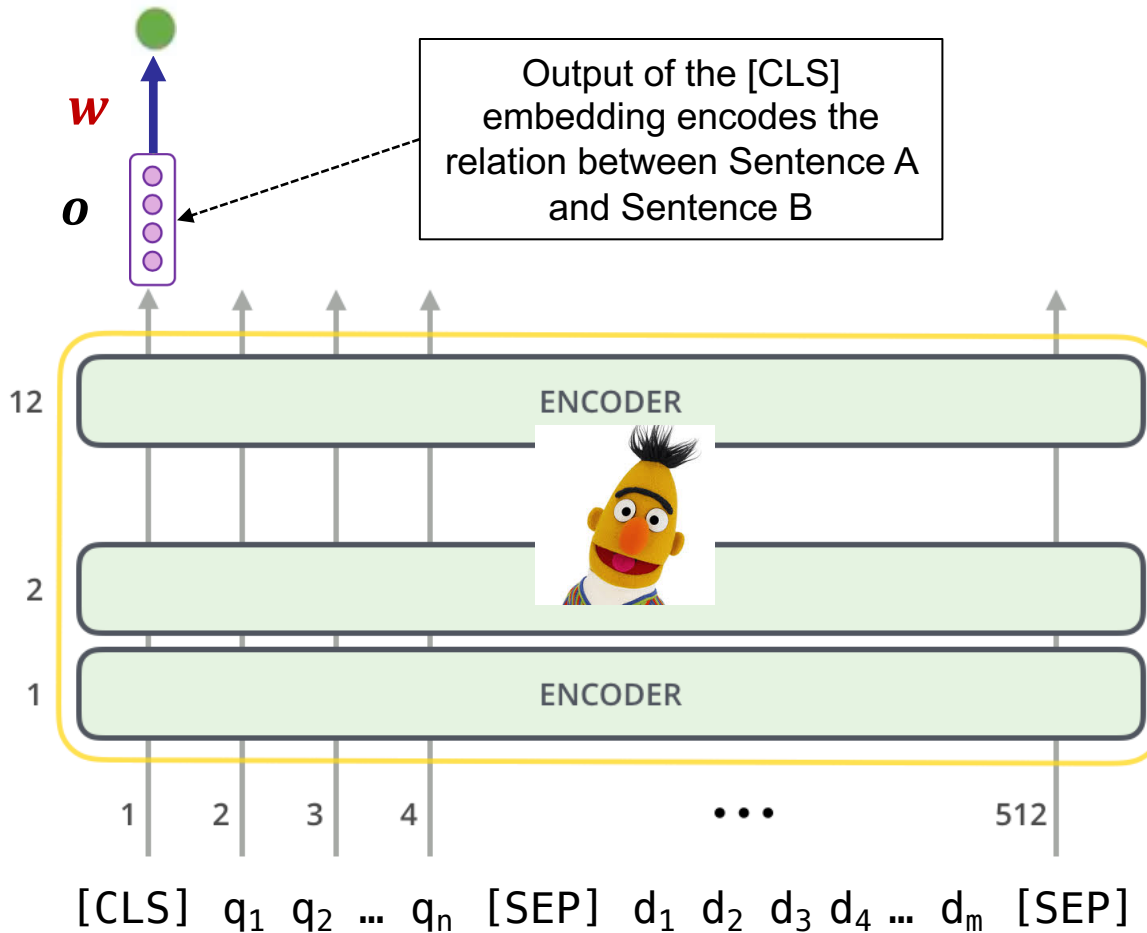 w
o
Output of the [CLS]
embedding encodes the
relation between Sentence A
and Sentence B
12 ENCODER
2
1 ENCODER
1 2 3 4 ••• 512
[CLS] q₁ q₂ … qₙ [SEP] d₁ d₂ d₃ d₄ … dₘ [SEP]